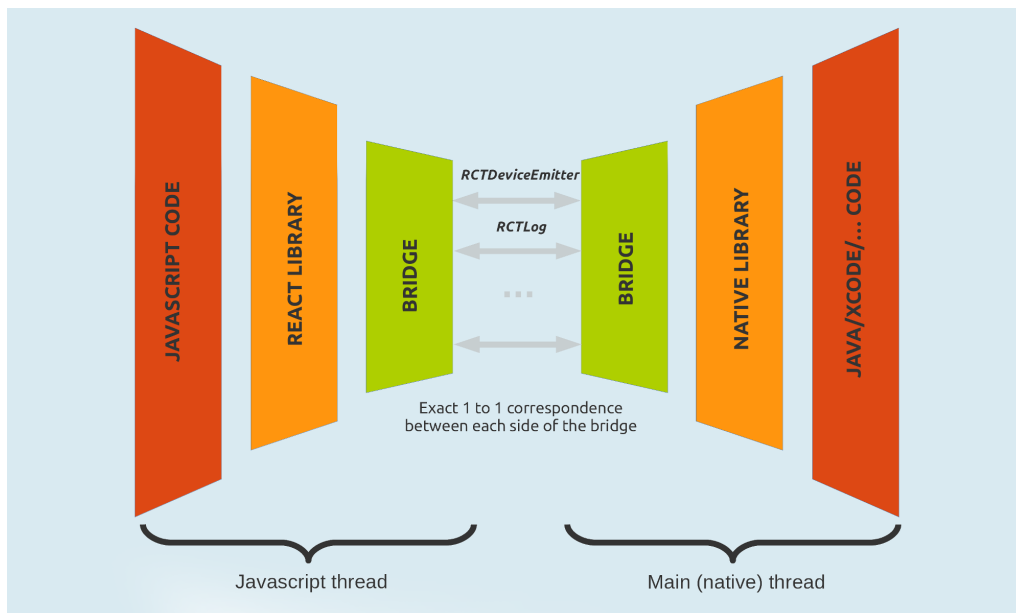 JAVASCRIPT CODE
REACT LIBRARY
BRIDGE
RCTDeviceEmitter
RCTLog
...
BRIDGE
NATIVE LIBRARY
JAVA/XCODE/... CODE
Exact 1 to 1 correspondence
between each side of the bridge
Javascript thread
Main (native) thread